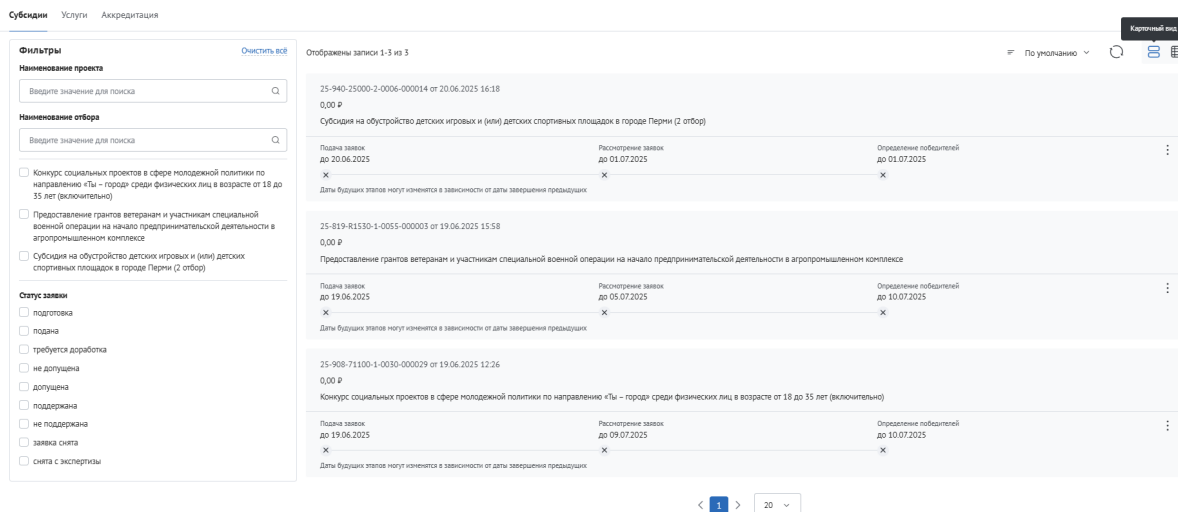 Субсидии Услуги Аккредитация
Карточный вид
Фильтры Очистить всё
Наименование проекта
Введите значение для поиска
Наименование отбора
Введите значение для поиска
Конкурс социальных проектов в сфере молодежной политики по
направлению «Ты – город» среди физических лиц в возрасте от 18 до
35 лет (включительно)
Предоставление грантов ветеранам и участникам специальной
военной операции на начало предпринимательской деятельности в
агропромышленном комплексе
Субсидия на обустройство детских игровых и (или) детских
спортивных площадок в городе Перми (2 отбор)
Статус заявки
подготовка
подана
требуется доработка
не допущена
допущена
поддержана
не поддержана
заявка снята
снята с экспертизы
Отображены записи 1-3 из 3 По умолчанию
25-940-25000-2-0006-000014 от 20.06.2025 16:18
0,00 ₽
Субсидия на обустройство детских игровых и (или) детских спортивных площадок в городе Перми (2 отбор)
Подача заявок Рассмотрение заявок Определение победителей
до 20.06.2025 до 01.07.2025 до 01.07.2025
Даты будущих этапов могут изменятся в зависимости от даты завершения предыдущих
25-819-R1530-1-0055-000003 от 19.06.2025 15:58
0,00 ₽
Предоставление грантов ветеранам и участникам специальной военной операции на начало предпринимательской деятельности в агропромышленном комплексе
Подача заявок Рассмотрение заявок Определение победителей
до 19.06.2025 до 05.07.2025 до 10.07.2025
Даты будущих этапов могут изменятся в зависимости от даты завершения предыдущих
25-908-71100-1-0030-000029 от 19.06.2025 12:26
0,00 ₽
Конкурс социальных проектов в сфере молодежной политики по направлению «Ты – город» среди физических лиц в возрасте от 18 до 35 лет (включительно)
Подача заявок Рассмотрение заявок Определение победителей
до 19.06.2025 до 09.07.2025 до 10.07.2025
Даты будущих этапов могут изменятся в зависимости от даты завершения предыдущих
1 20